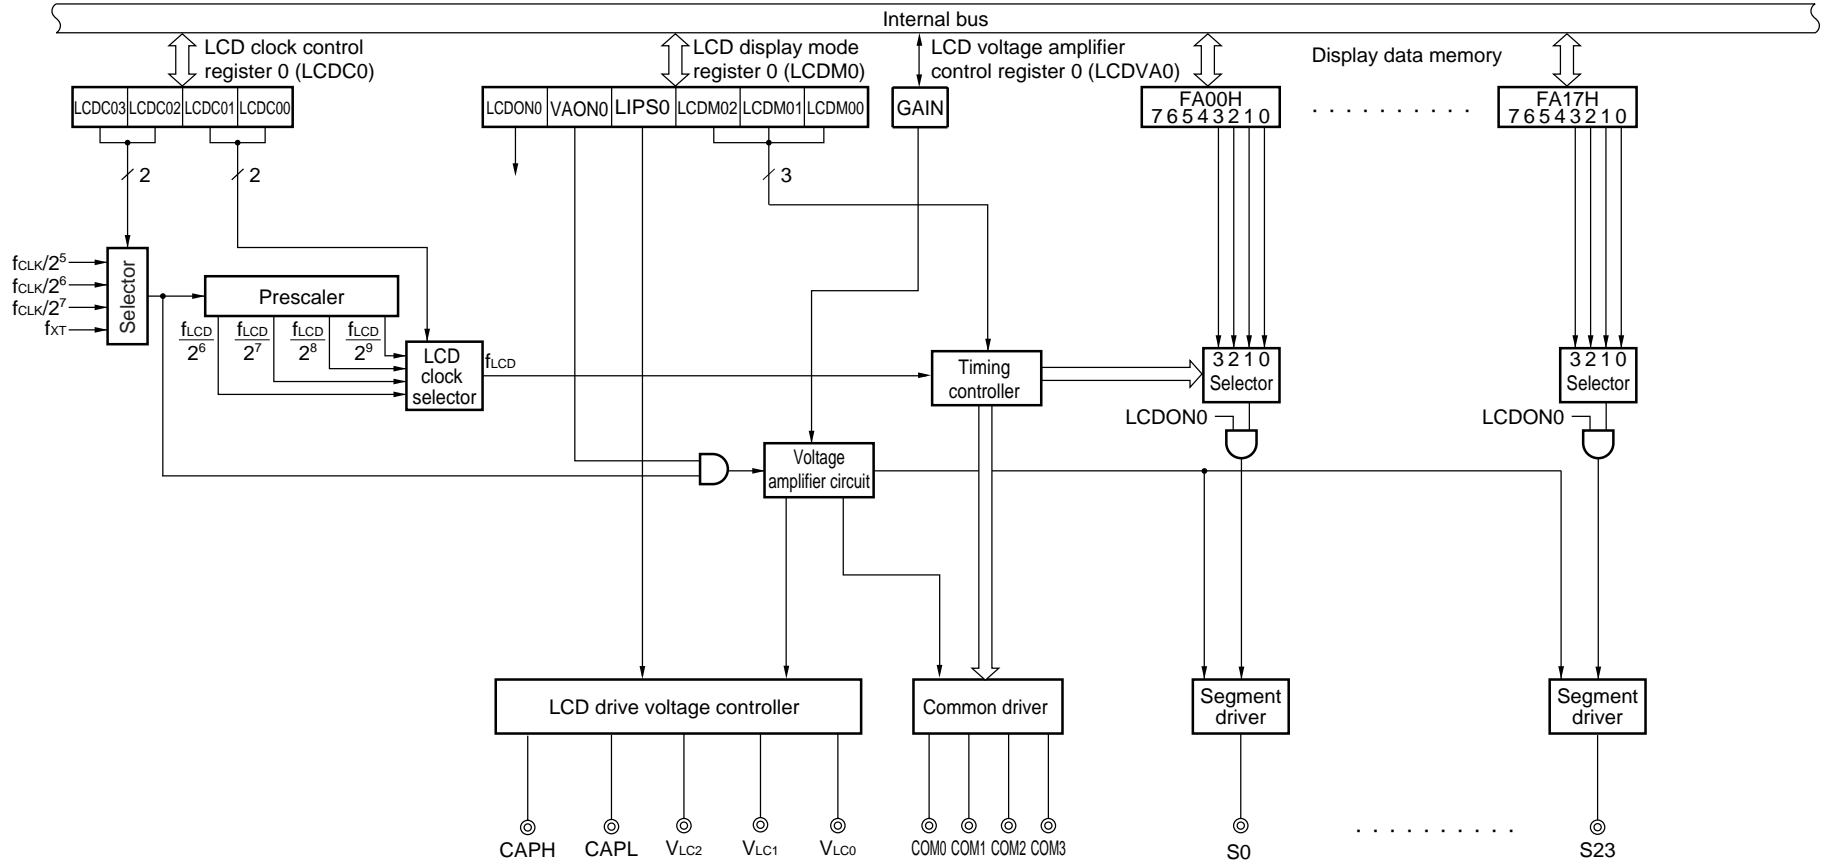 Internal bus
LCD clock control
register 0 (LCDC0)
LCD display mode
register 0 (LCDM0)
LCD voltage amplifier
control register 0 (LCDVA0)
Display data memory
LCDC03 LCDC02 LCDC01 LCDC00
LCDON0 VAON0 LIPS0 LCDM02 LCDM01 LCDM00
GAIN
FA00H
7 6 5 4 3 2 1 0
. . . . . . . . . .
FA17H
7 6 5 4 3 2 1 0
2
2
3
fCLK/2⁵
fCLK/2⁶
fCLK/2⁷
fXT
Selector
Prescaler
fLCD/2⁶
fLCD/2⁷
fLCD/2⁸
fLCD/2⁹
LCD
clock
selector
fLCD
Timing
controller
3 2 1 0
Selector
3 2 1 0
Selector
LCDON0
LCDON0
Voltage
amplifier circuit
LCD drive voltage controller
Common driver
Segment
driver
Segment
driver
CAPH
CAPL
VLC2
VLC1
VLC0
COM0 COM1 COM2 COM3
S0
. . . . . . . . . .
S23